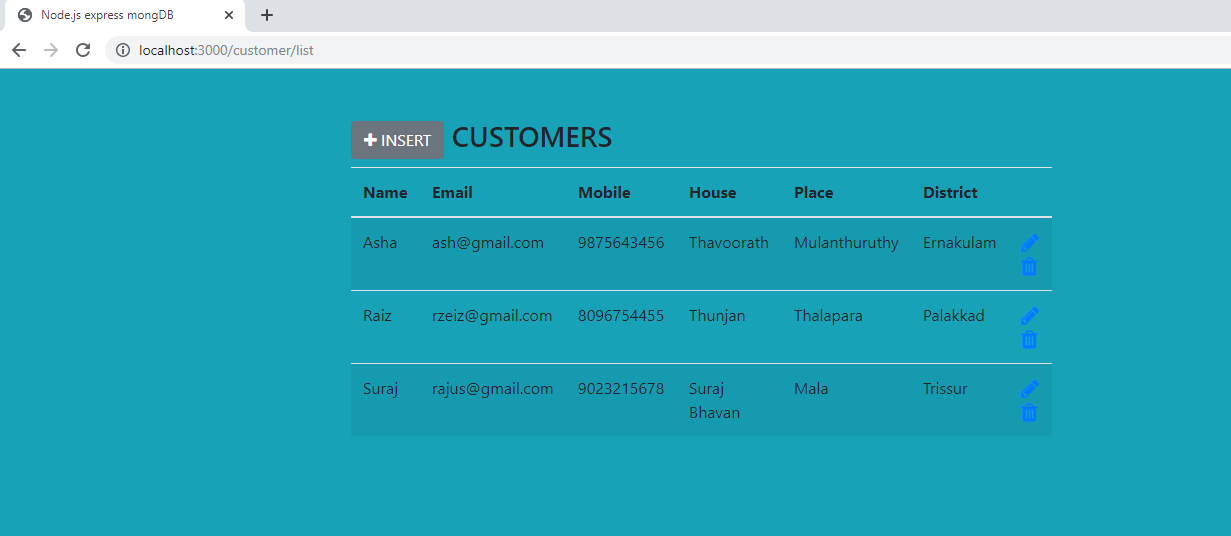 Node.js express mongDB
localhost:3000/customer/list
INSERT CUSTOMERS
Name Email Mobile House Place District
Asha ash@gmail.com 9875643456 Thavoorath Mulanthuruthy Ernakulam
Raiz rzeiz@gmail.com 8096754455 Thunjan Thalapara Palakkad
Suraj rajus@gmail.com 9023215678 Suraj Mala Trissur
Bhavan